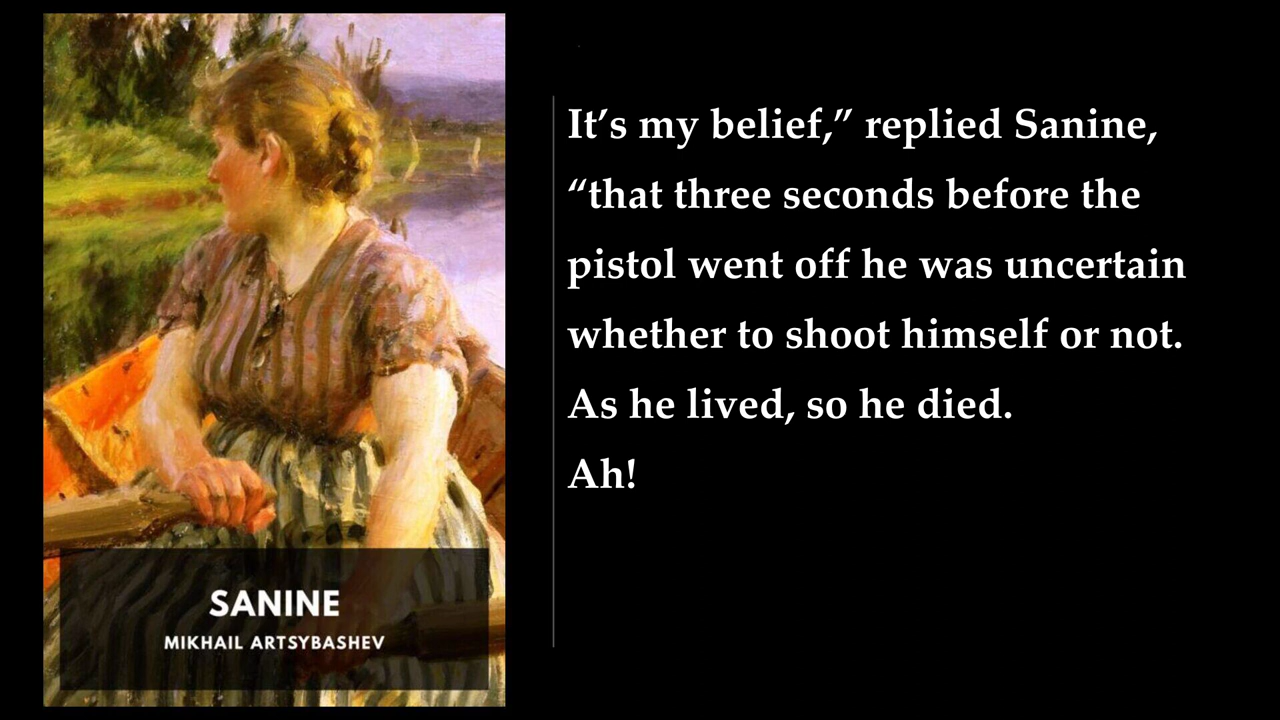 SANINE
MIKHAIL ARTSYBASHEV
It’s my belief,” replied Sanine,
“that three seconds before the
pistol went off he was uncertain
whether to shoot himself or not.
As he lived, so he died.
Ah!